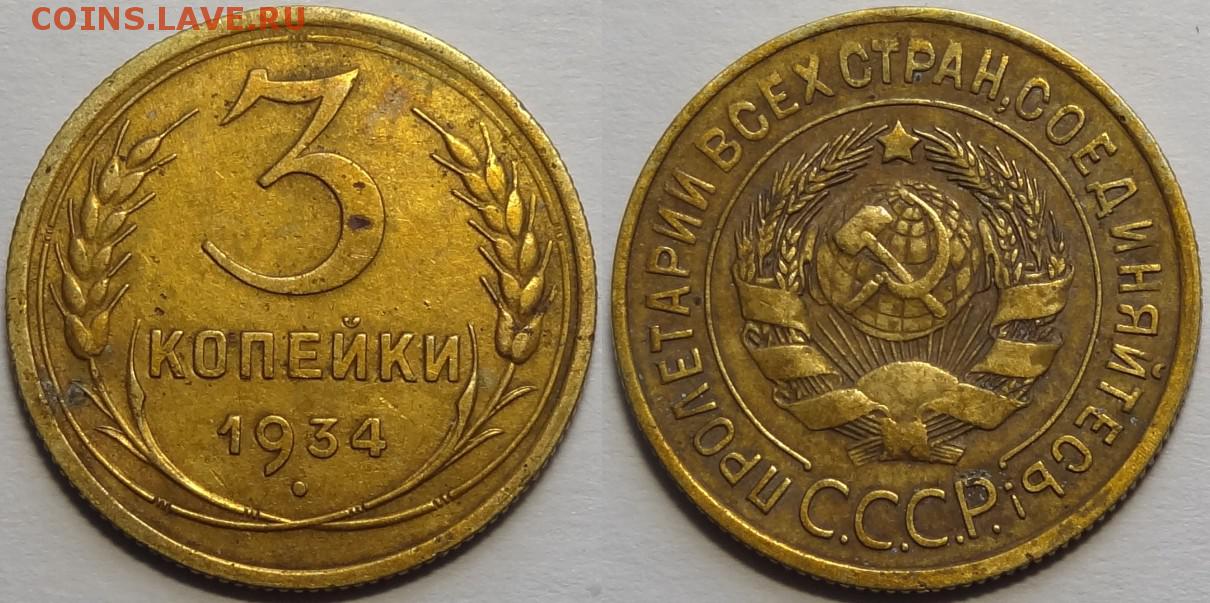 COINS.LAVE.RU
3
КОПЕЙКИ
1934
ПРОЛЕТАРИИ ВСЕХ СТРАН, СОЕДИНЯЙТЕСЬ!
С.С.С.Р.